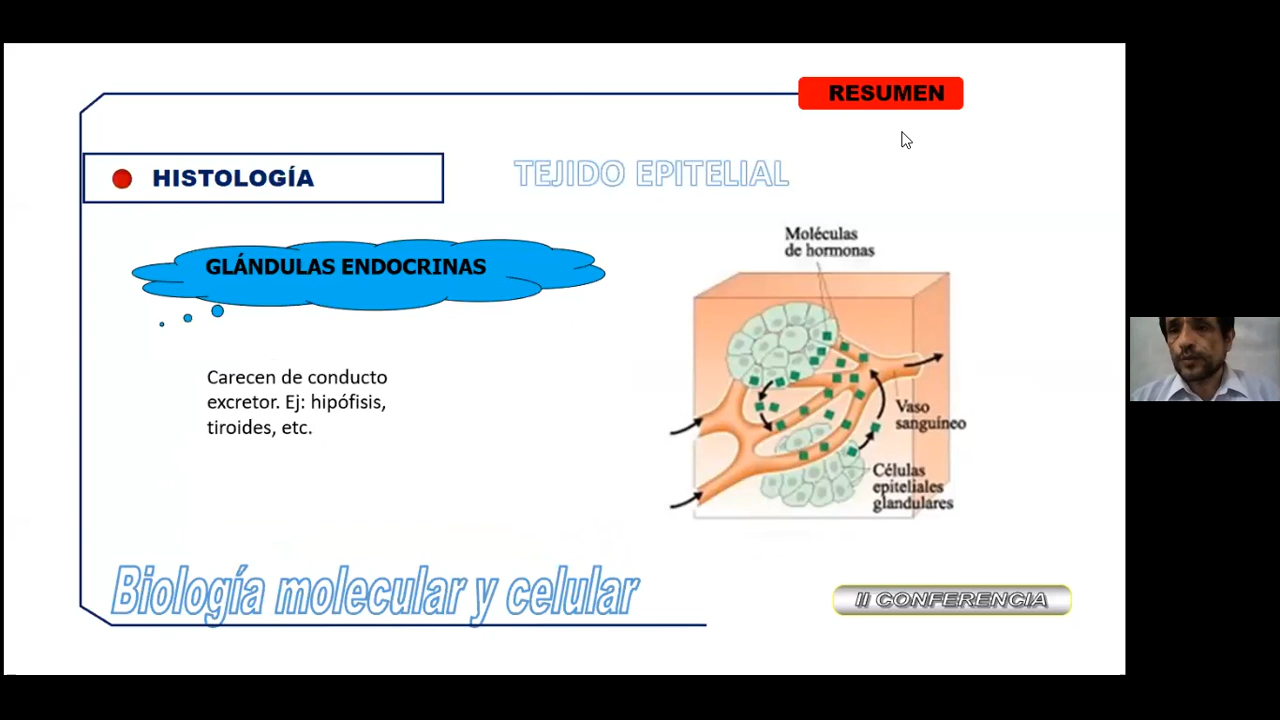 RESUMEN
HISTOLOGÍA
TEJIDO EPITELIAL
GLÁNDULAS ENDOCRINAS
Carecen de conducto
excretor. Ej: hipófisis,
tiroides, etc.
Moléculas
de hormonas
Vaso
sanguíneo
Células
epiteliales
glandulares
Biología molecular y celular
II CONFERENCIA